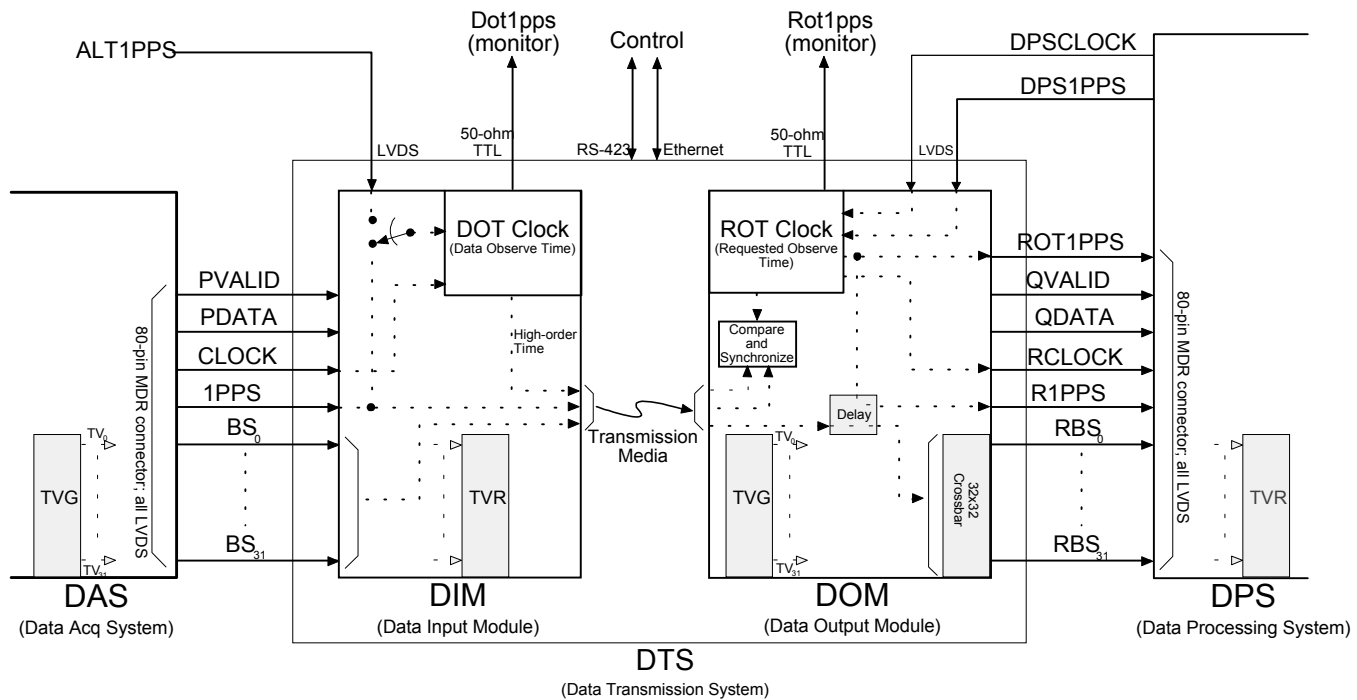 Dot1pps
(monitor)
Control
Rot1pps
(monitor)
ALT1PPS
DPSCLOCK
DPS1PPS
50-ohm
TTL
LVDS
RS-423
Ethernet
50-ohm
TTL
LVDS
DOT Clock
(Data Observe Time)
ROT Clock
(Requested Observe
Time)
PVALID
PDATA
CLOCK
1PPS
BS0
BS31
80-pin MDR connector; all LVDS
High-order
Time
Compare
and
Synchronize
Transmission
Media
Delay
ROT1PPS
QVALID
QDATA
RCLOCK
R1PPS
RBS0
RBS31
80-pin MDR connector; all LVDS
TVG
TV0
TV31
TVR
TVG
TV0
TV31
32x32
Crossbar
TVR
DAS
(Data Acq System)
DIM
(Data Input Module)
DOM
(Data Output Module)
DPS
(Data Processing System)
DTS
(Data Transmission System)